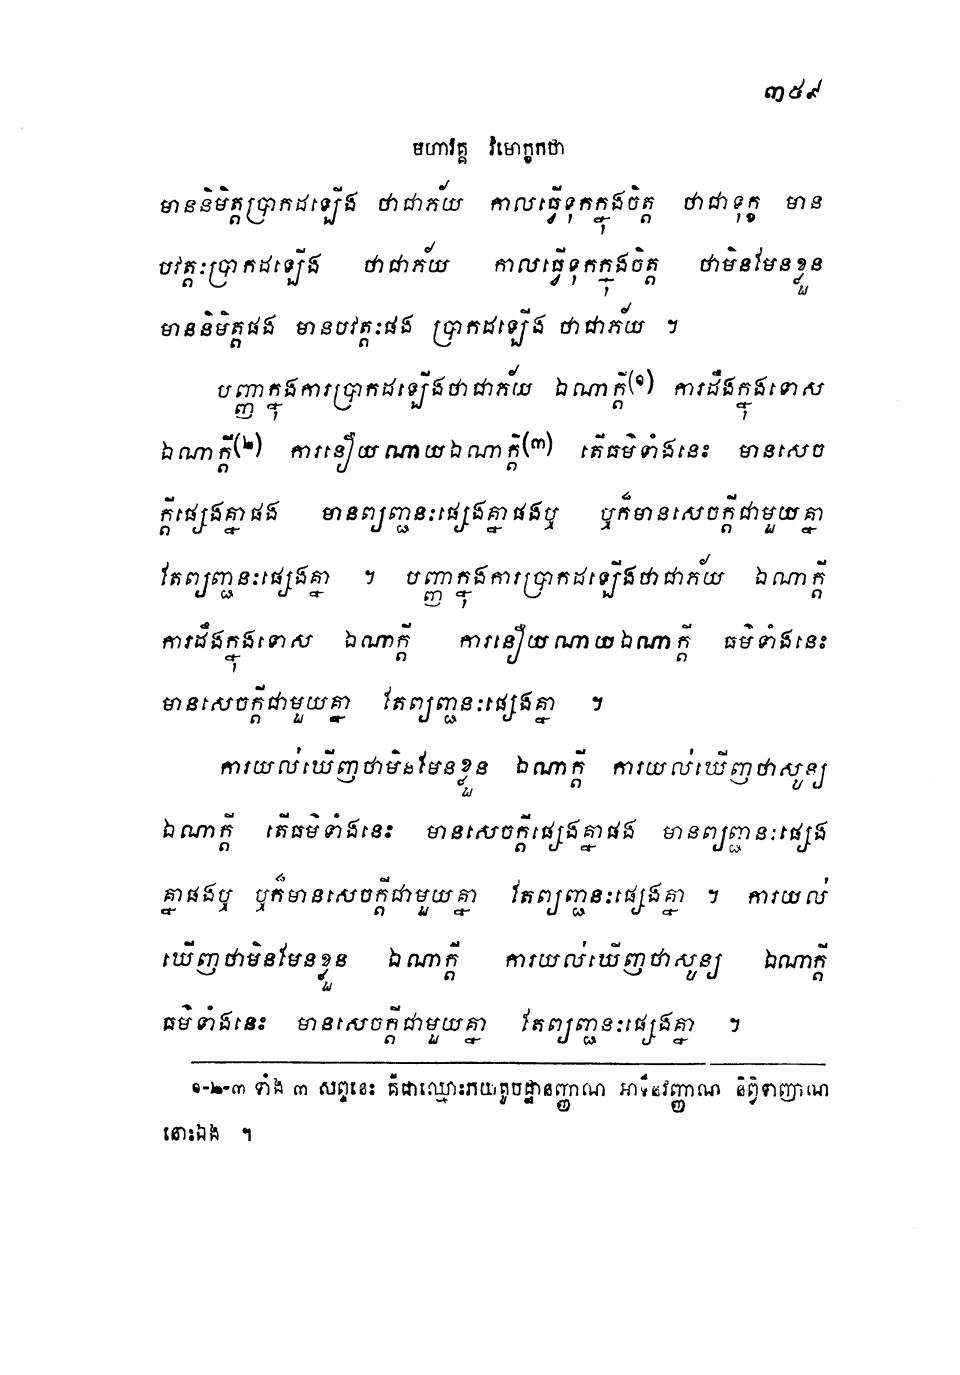 ៣៥៩
មហាវគ្គ វិមោក្ខកថា
មាននិមិត្តប្រាកដឡើង ថាជាភ័យ កាលធ្វើទុកក្នុងចិត្ត ថាជាទុក្ខ មាន
បវត្តៈប្រាកដឡើង ថាជាភ័យ កាលធ្វើទុកក្នុងចិត្ត ថាមិនមែនខ្លួន
មាននិមិត្តផង មានបវត្តៈផង ប្រាកដឡើង ថាជាភ័យ ។
បញ្ញាក្នុងការប្រាកដឡើងថាជាភ័យ ឯណាក្តី(១) ការដឹងក្នុងទោស
ឯណាក្តី(២) ការនឿយណាយឯណាក្តី(៣) តើធម៌ទាំងនេះ មានសេច
ក្តីផ្សេងគ្នាផង មានព្យញ្ជនៈផ្សេងគ្នាផងឬ ឬក៏មានសេចក្តីជាមួយគ្នា
តែព្យញ្ជនៈផ្សេងគ្នា ។ បញ្ញាក្នុងការប្រាកដឡើងថាជាភ័យ ឯណាក្តី
ការដឹងក្នុងទោស ឯណាក្តី ការនឿយណាយឯណាក្តី ធម៌ទាំងនេះ
មានសេចក្តីជាមួយគ្នា តែព្យញ្ជនៈផ្សេងគ្នា ។
ការយល់ឃើញថាមិនមែនខ្លួន ឯណាក្តី ការយល់ឃើញថាសូន្យ
ឯណាក្តី តើធម៌ទាំងនេះ មានសេចក្តីផ្សេងគ្នាផង មានព្យញ្ជនៈផ្សេង
គ្នាផងឬ ឬក៏មានសេចក្តីជាមួយគ្នា តែព្យញ្ជនៈផ្សេងគ្នា ។ ការយល់
ឃើញថាមិនមែនខ្លួន ឯណាក្តី ការយល់ឃើញថាសូន្យ ឯណាក្តី
ធម៌ទាំងនេះ មានសេចក្តីជាមួយគ្នា តែព្យញ្ជនៈផ្សេងគ្នា ។
១-២-៣ ទាំង ៣ សព្ទនេះ គឺជាឈ្មោះភយតូបដ្ឋានញ្ញាណ អាទីនវញ្ញាណ និព្វិទាញាណ
នោះឯង ។